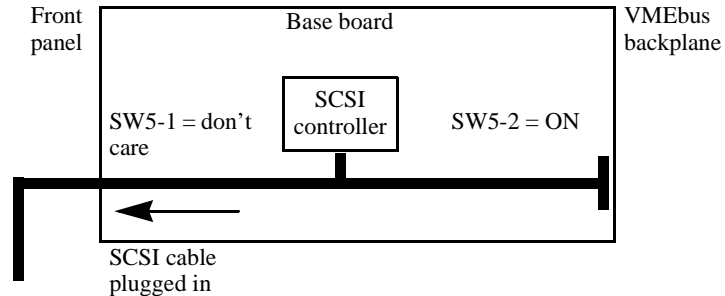 Front
panel
Base board
VMEbus
backplane
SCSI
controller
SW5-1 = don't
care
SW5-2 = ON
SCSI cable
plugged in